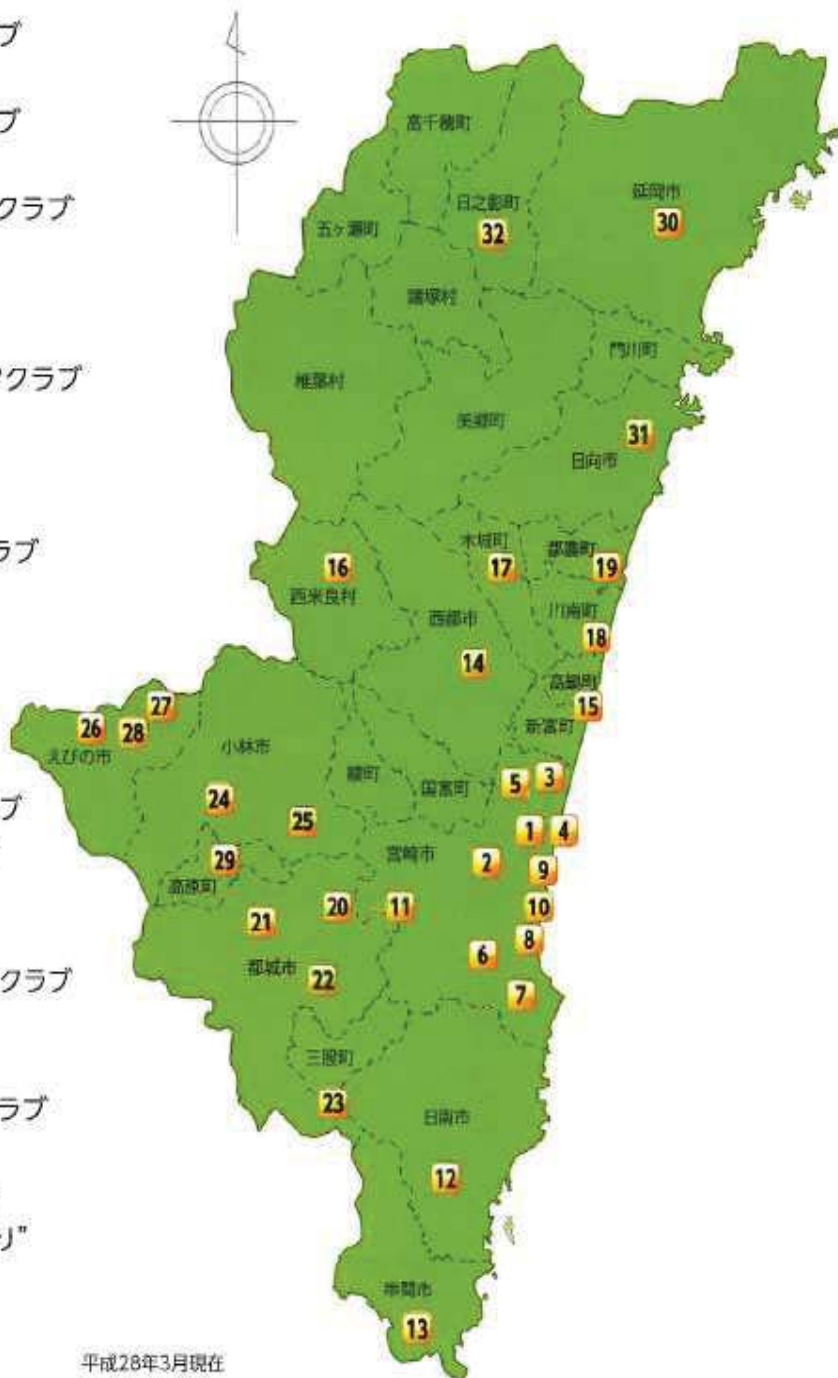 ブ
ブ
クラブ
クラブ
ラブ
ブ
クラブ
ラブ
り”
高千穂町
延岡市
日之影町
30
五ヶ瀬町
32
諸塚村
門川町
椎葉村
美郷町
31
日向市
木城町
都農町
16
17
19
西米良村
川南町
西都市
18
14
高鍋町
27
15
26
28
新富町
えびの市
小林市
綾町
国富町
5
3
24
25
1
4
宮崎市
2
29
9
高原町
20
11
10
21
8
6
都城市
22
7
三股町
23
日南市
12
串間市
13
平成28年3月現在